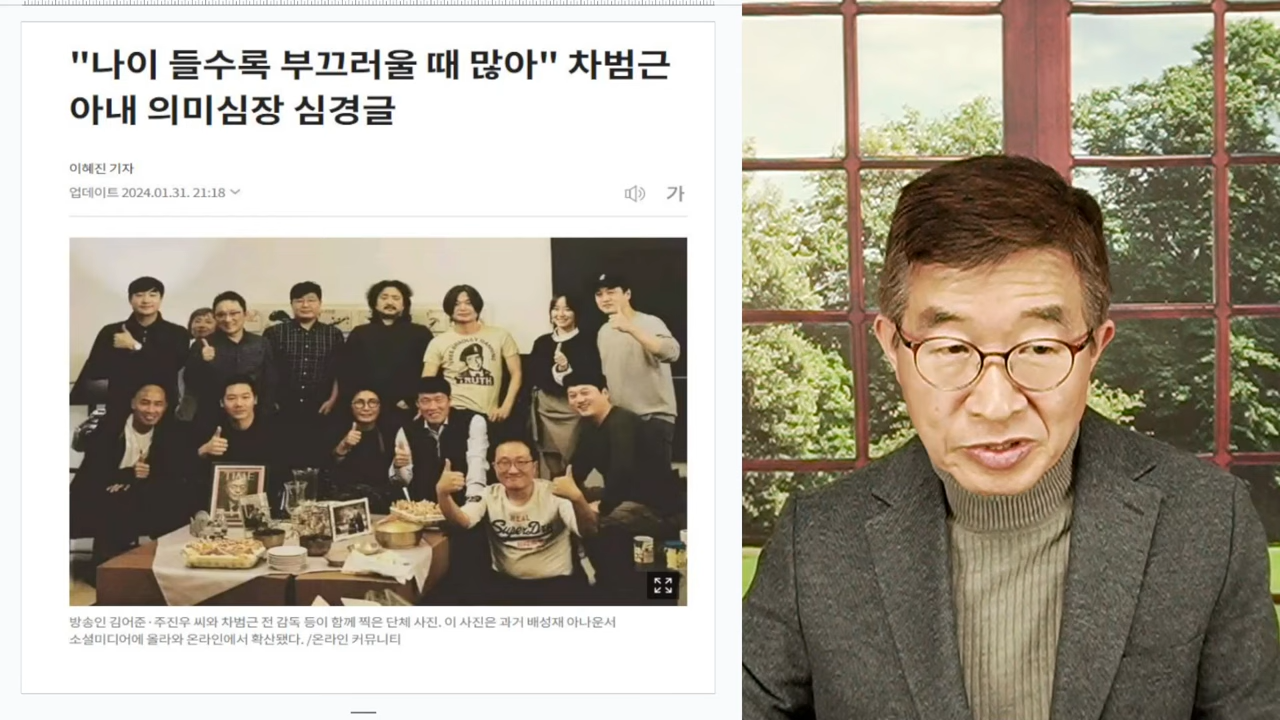 "나이 들수록 부끄러울 때 많아" 차범근
아내 의미심장 심경글
이혜진 기자
업데이트 2024.01.31. 21:18
가
TIME
TRUTH
REAL
SuperDry
방송인 김어준·주진우 씨와 차범근 전 감독 등이 함께 찍은 단체 사진. 이 사진은 과거 배성재 아나운서
소셜미디어에 올라와 온라인에서 확산됐다. /온라인 커뮤니티